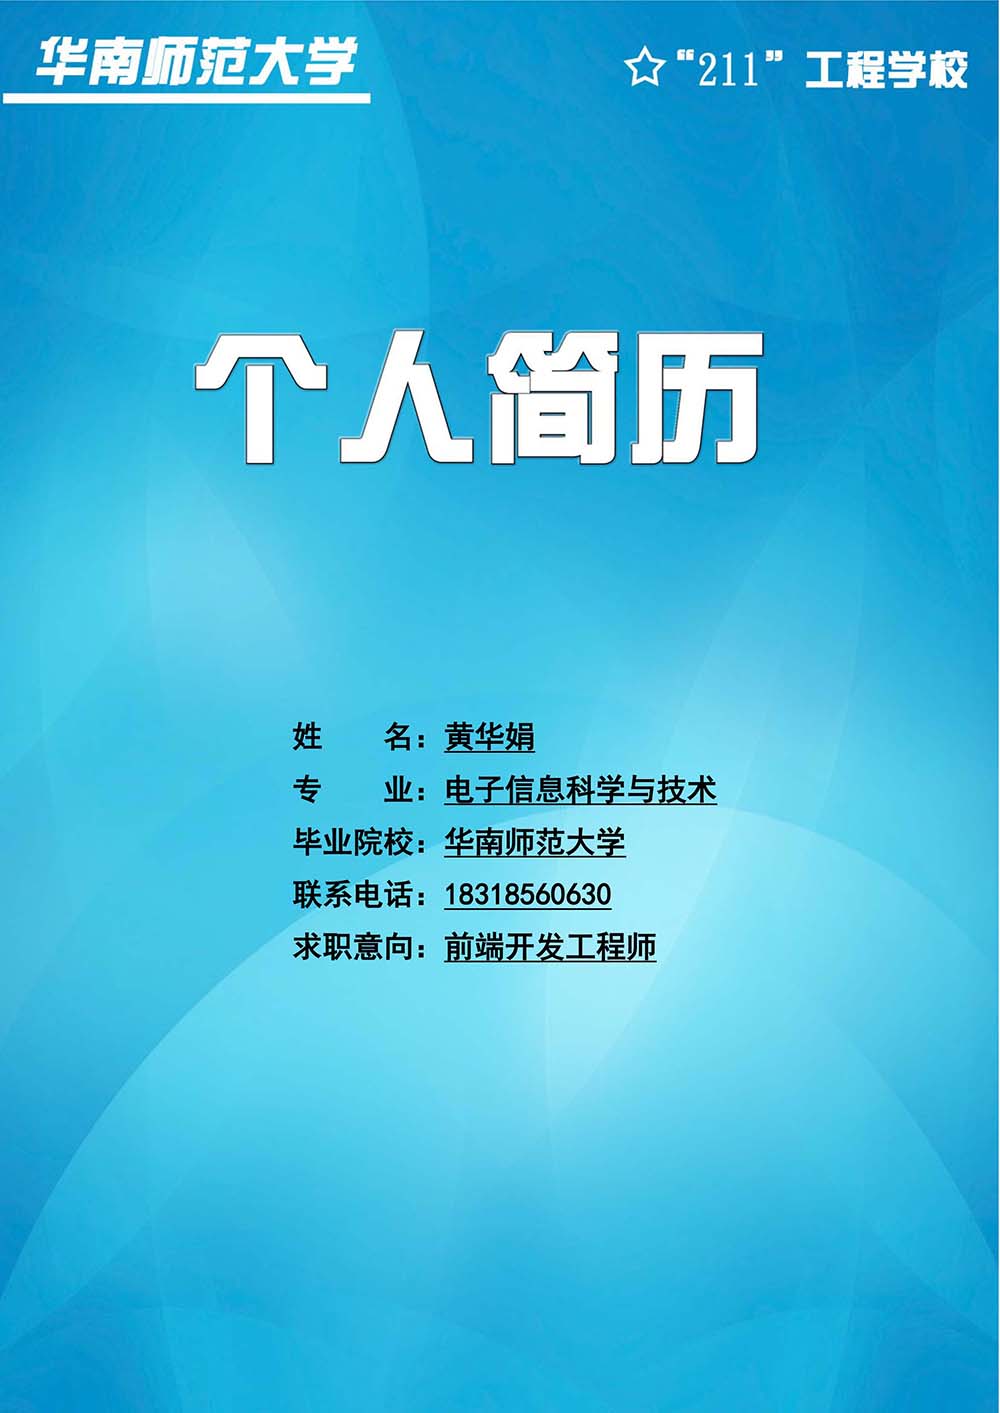 华南师范大学
☆“211”工程学校
个人简历
姓　　名：黄华娟
专　　业：电子信息科学与技术
毕业院校：华南师范大学
联系电话：18318560630
求职意向：前端开发工程师